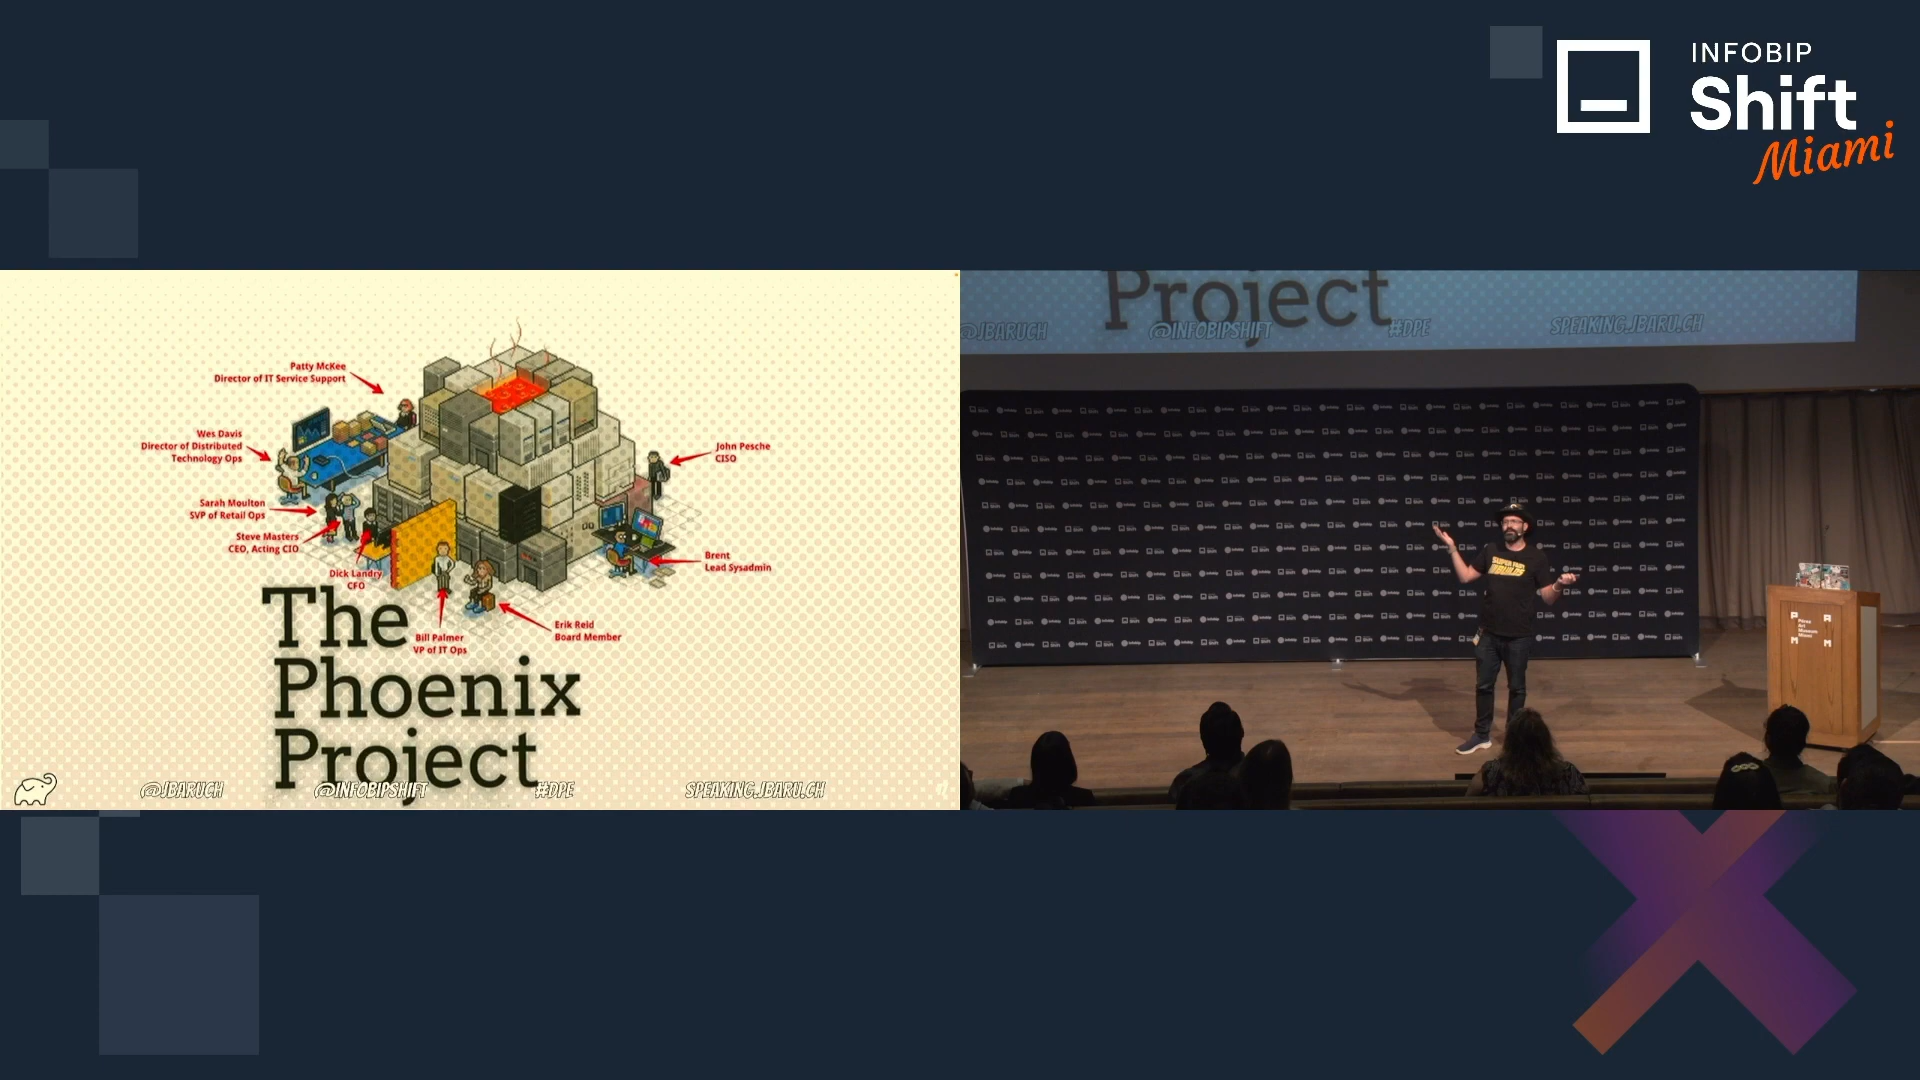 INFOBIP
Shift
Miami
Patty McKee
Director of IT Service Support
Wes Davis
Director of Distributed
Technology Ops
Sarah Moulton
SVP of Retail Ops
Steve Masters
CEO, Acting CIO
Dick Landry
CFO
John Pesche
CISO
Brent
Lead Sysadmin
Erik Reid
Board Member
Bill Palmer
VP of IT Ops
The
Phoenix
Project
@JBARUCH
@INFOBIPSHIFT
#DPE
SPEAKING.JBARU.CH
Project
@JBARUCH
@INFOBIPSHIFT
#DPE
SPEAKING.JBARU.CH